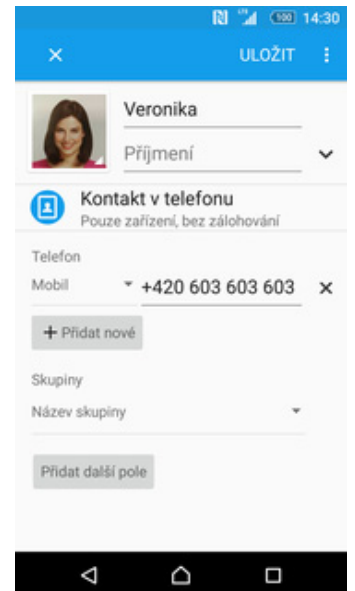 100 14:30
ULOŽIT
Veronika
Příjmení
Kontakt v telefonu
Pouze zařízení, bez zálohování
Telefon
Mobil +420 603 603 603
+ Přidat nové
Skupiny
Název skupiny
Přidat další pole